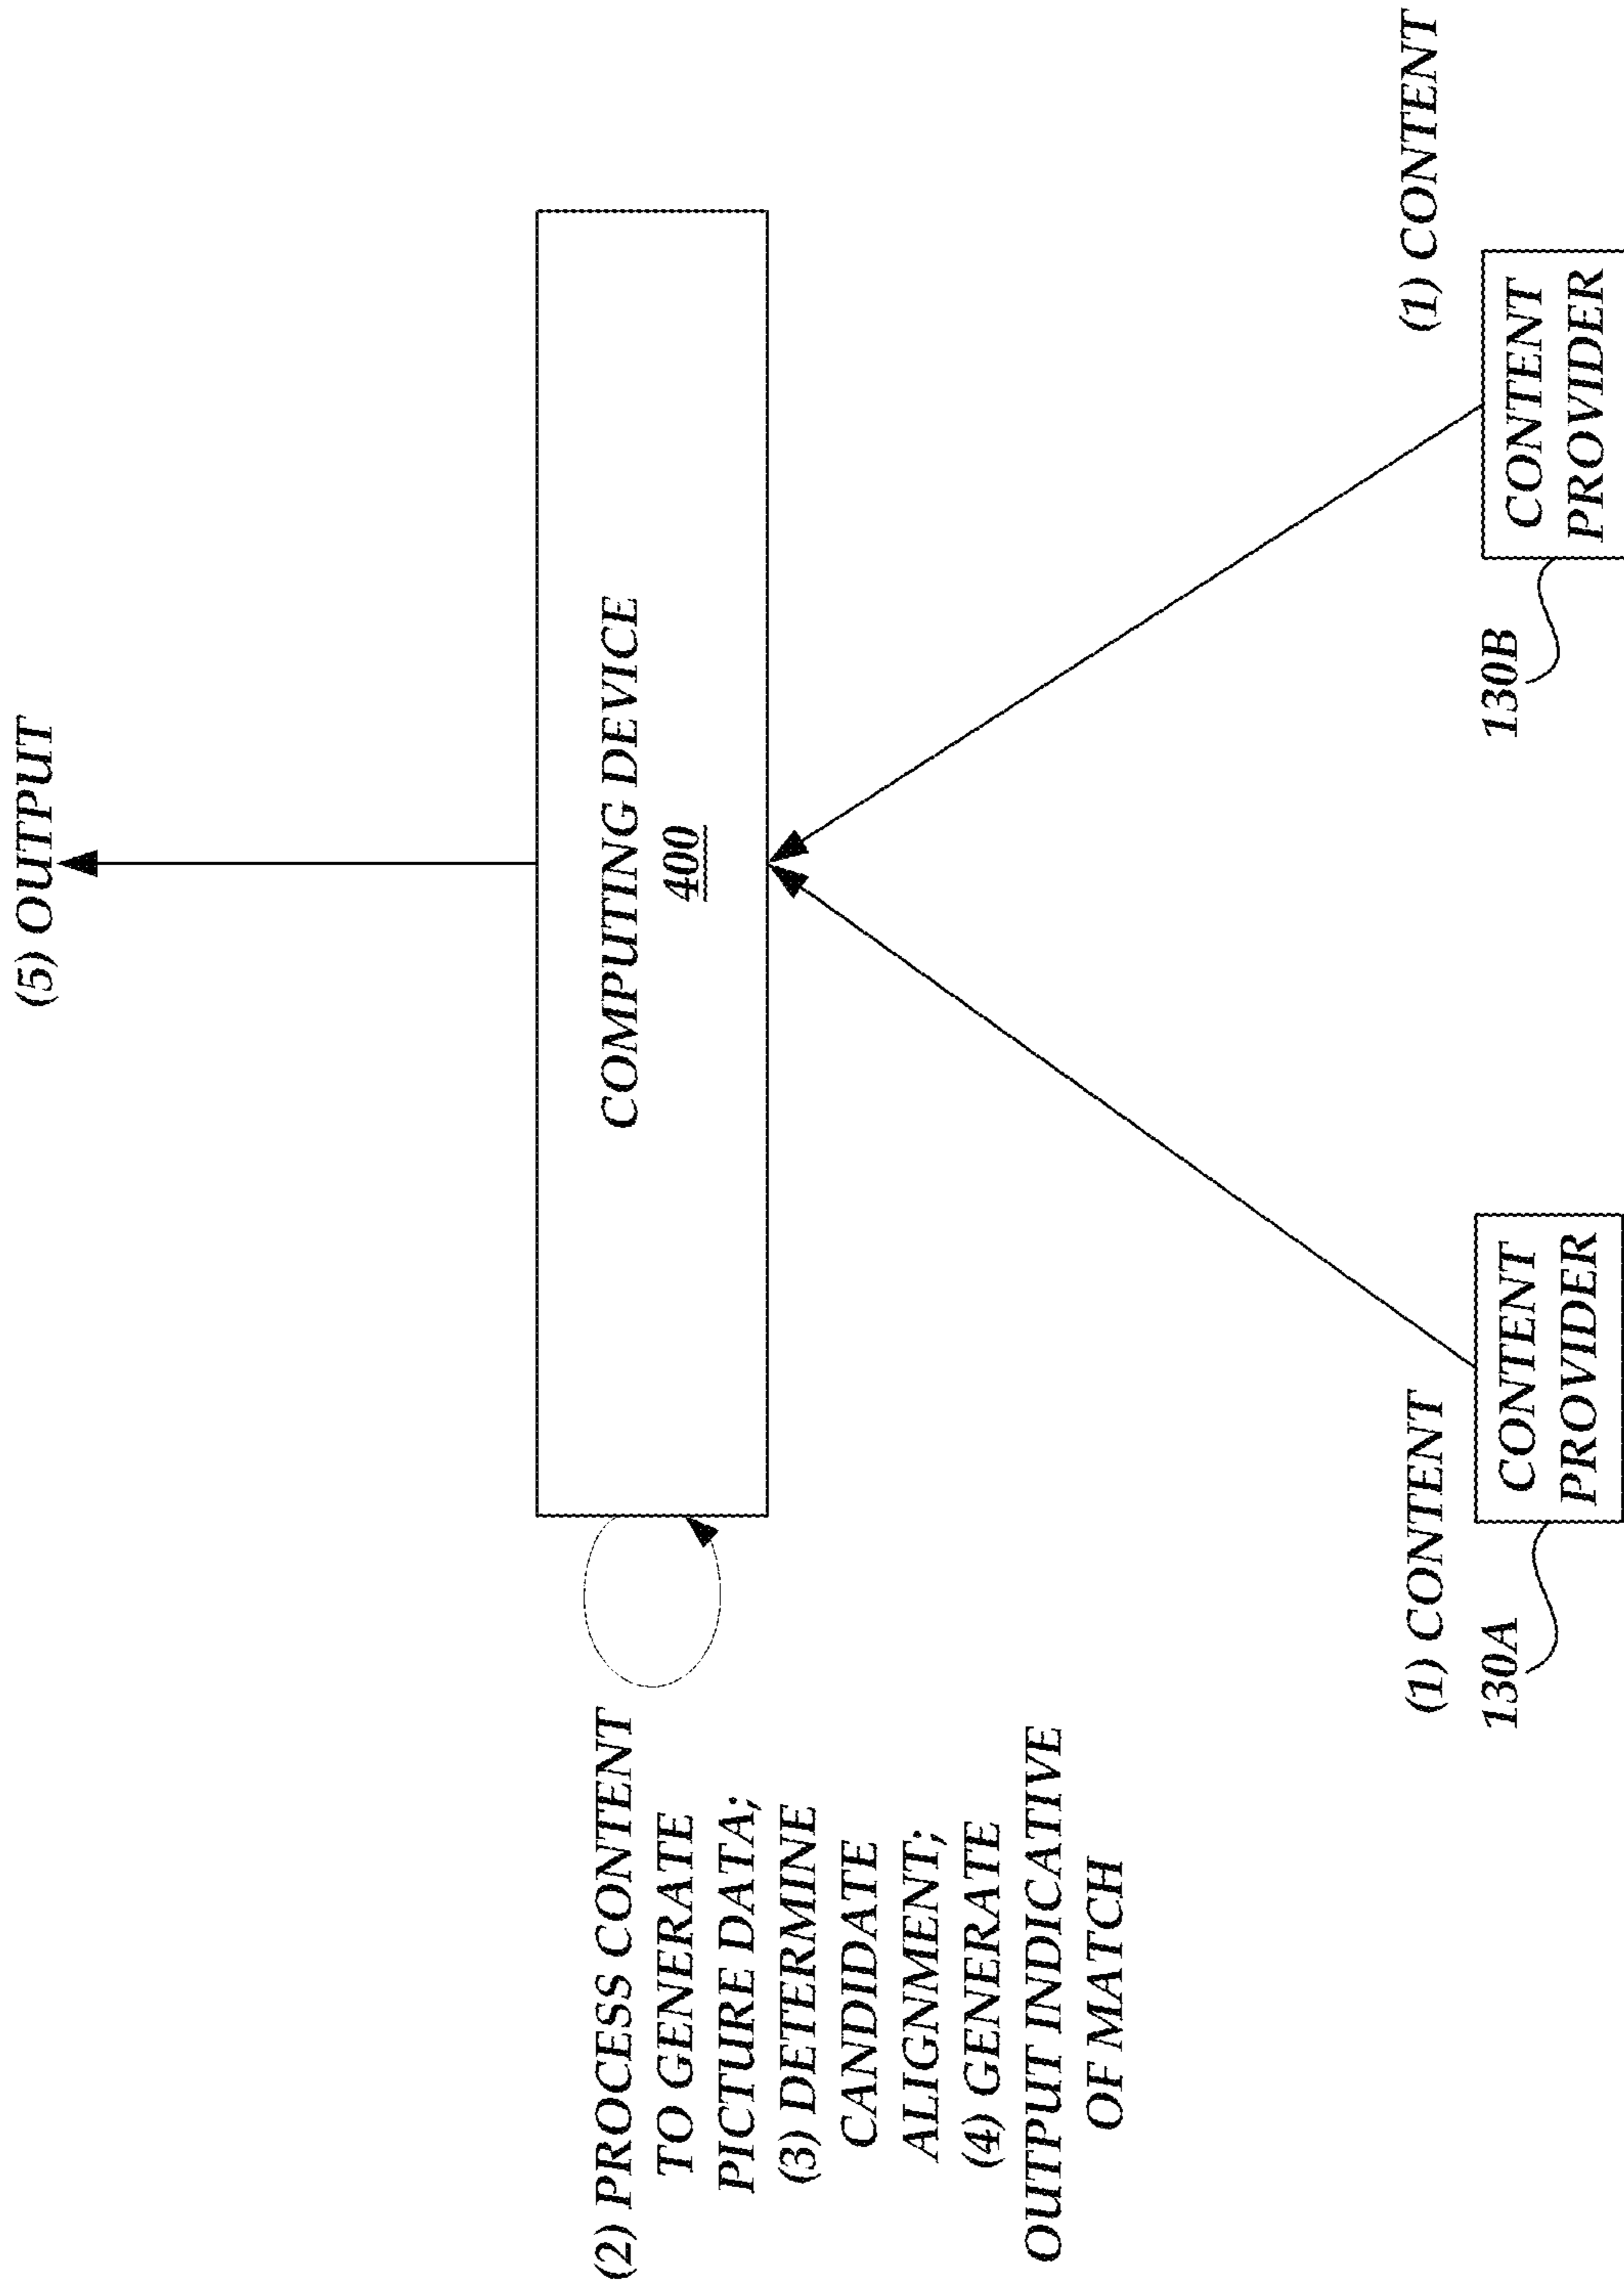 (5) OUTPUT
COMPUTING DEVICE
400
(2) PROCESS CONTENT
TO GENERATE
PICTURE DATA;
(3) DETERMINE
CANDIDATE
ALIGNMENT;
(4) GENERATE
OUTPUT INDICATIVE
OF MATCH
(1) CONTENT
130A
CONTENT
PROVIDER
(1) CONTENT
130B
CONTENT
PROVIDER